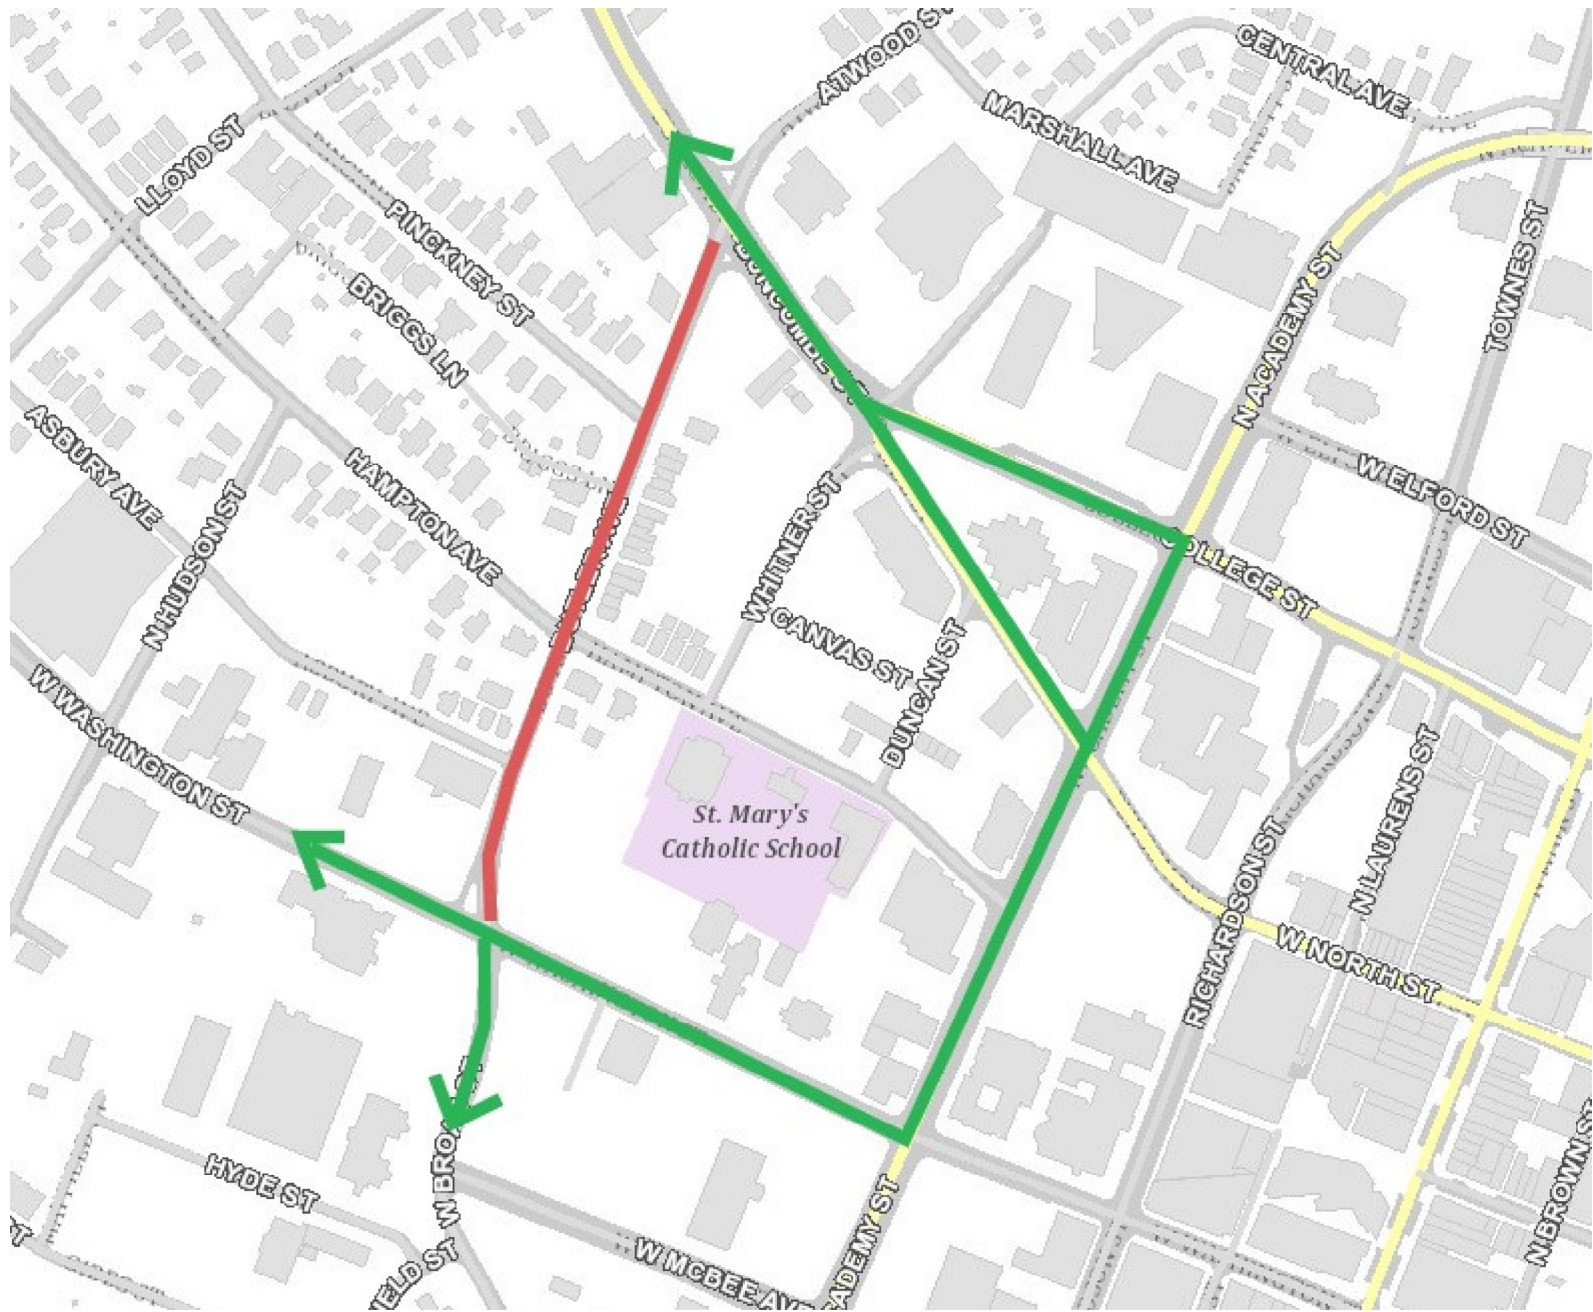 ATWOOD ST
CENTRAL AVE
MARSHALL AVE
LLOYD ST
PINCKNEY ST
BRIGGS LN
N ACADEMY ST
TOWNES ST
ASBURY AVE
HAMPTON AVE
N HUDSON ST
WHITNER ST
W ELFORD ST
COLLEGE ST
CANVAS ST
DUNCAN ST
W WASHINGTON ST
St. Mary's
Catholic School
N LAURENS ST
RICHARDSON ST
W NORTH ST
HYDE ST
W MCBEE AVE
N BROWN ST